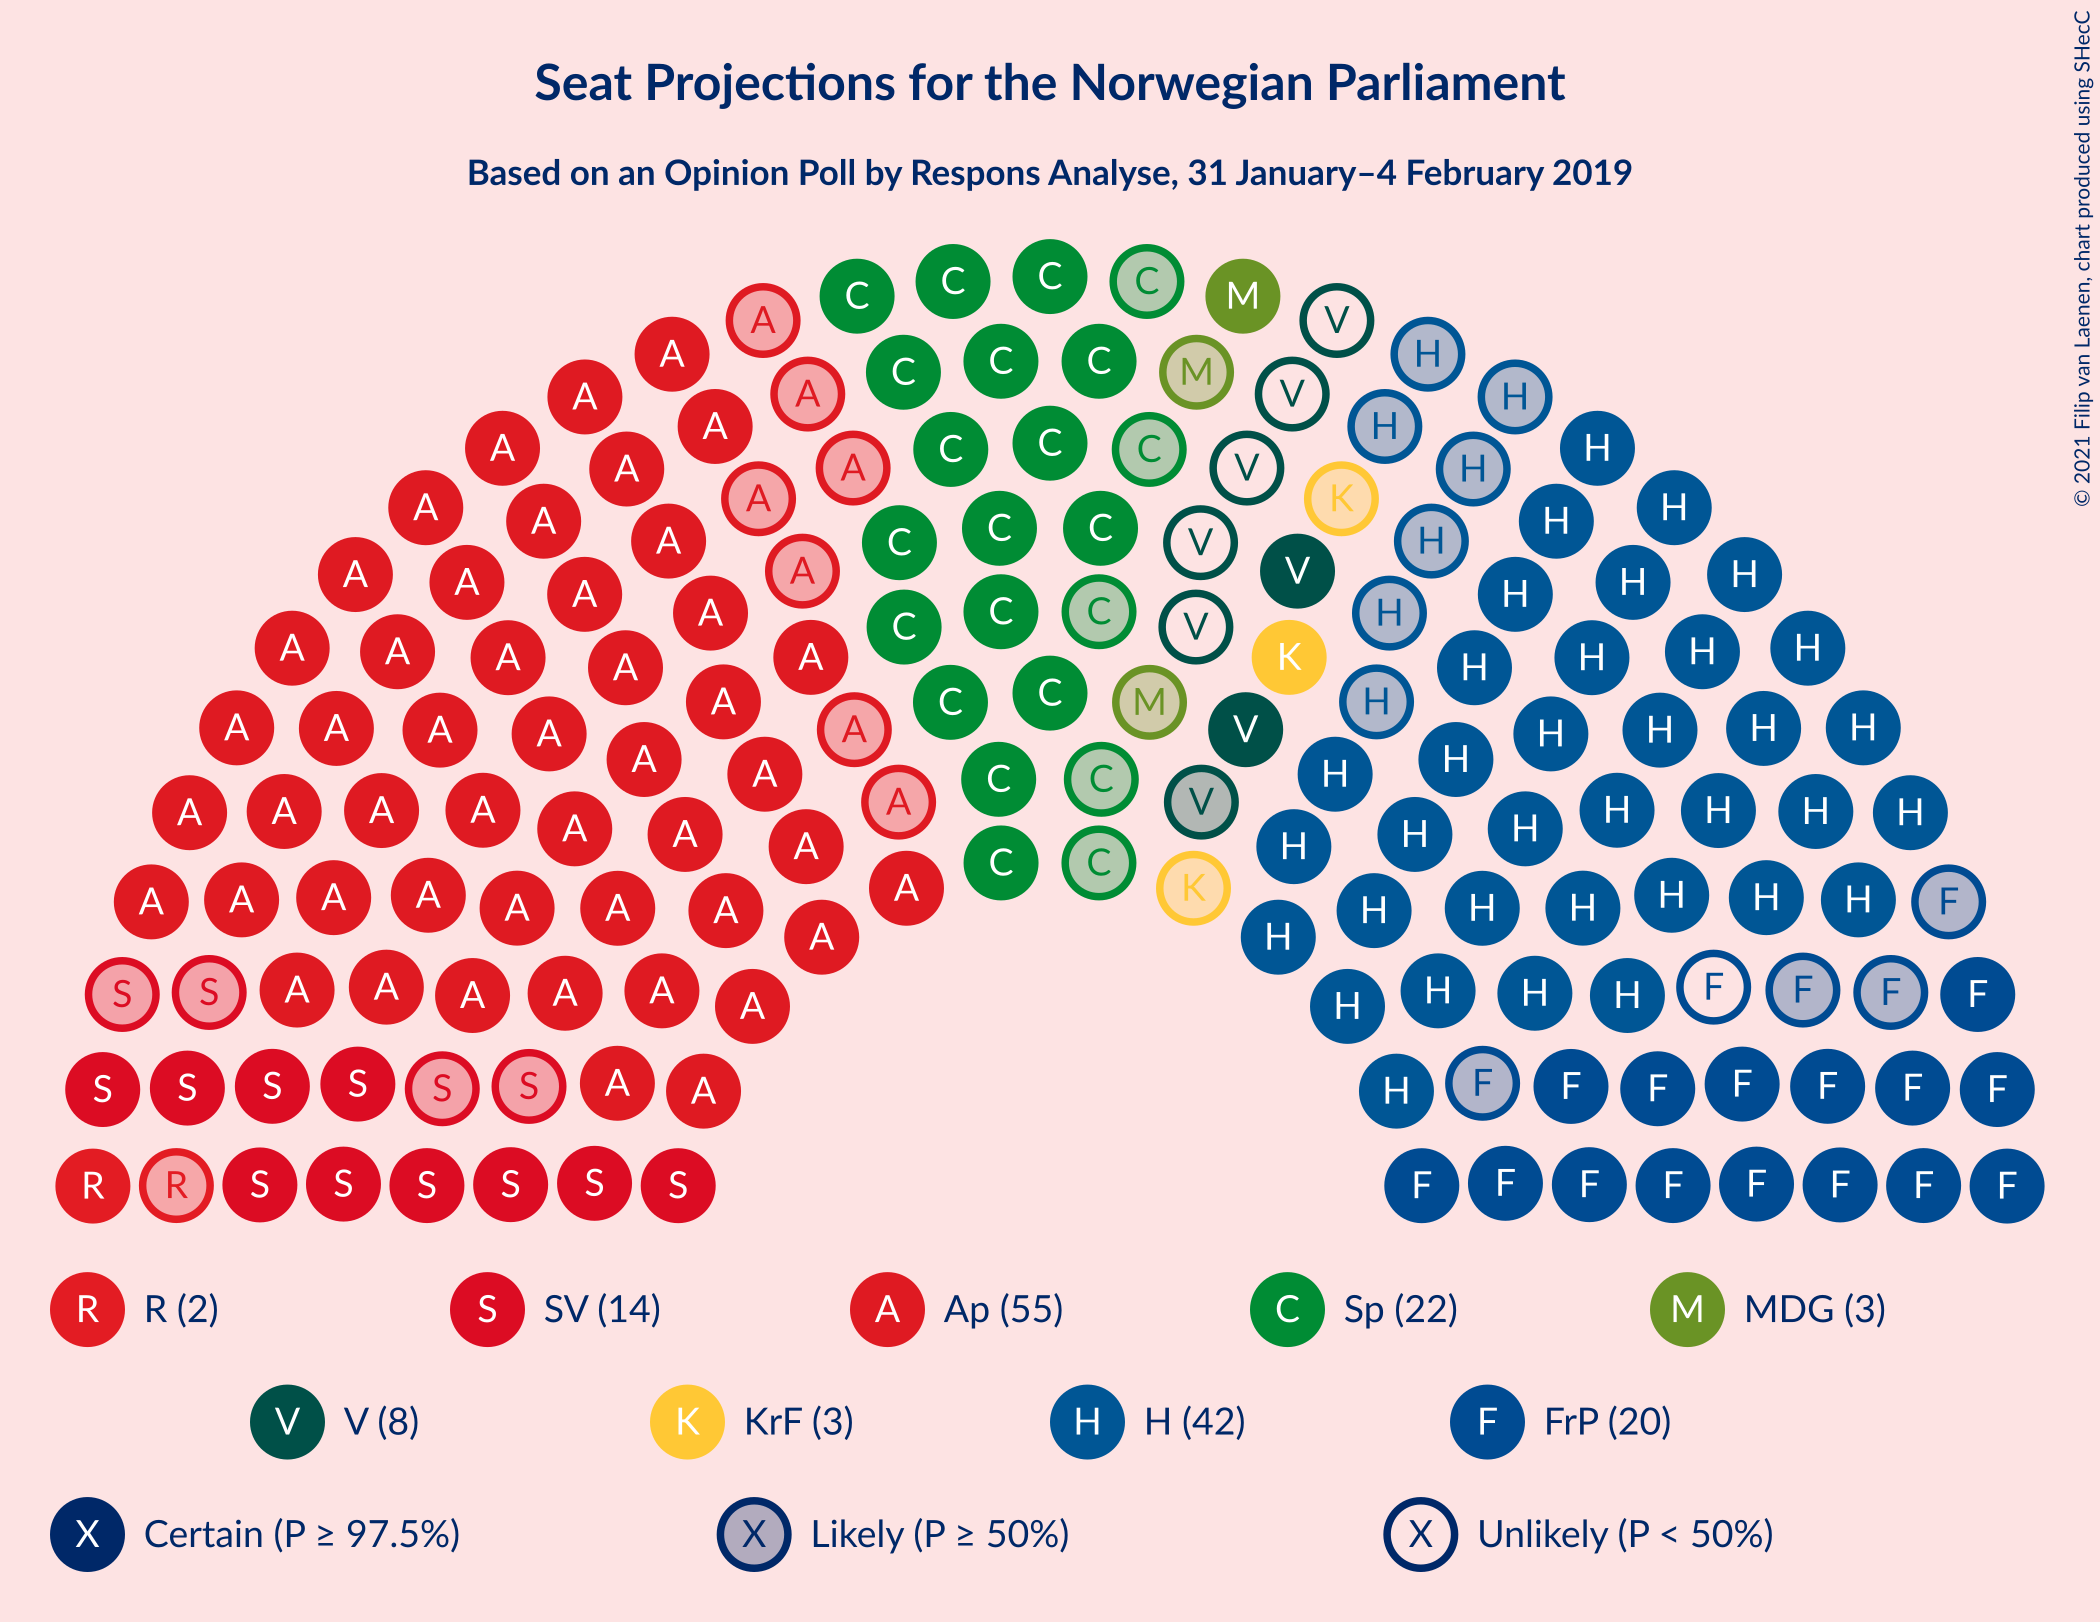 Seat Projections for the Norwegian Parliament
Based on an Opinion Poll by Respons Analyse, 31 January–4 February 2019
© 2021 Filip van Laenen, chart produced using SHecC
C C C C M
A V
A H
C C C M
A A V H
A H
A C C C H
A A V H
A A K H
A C C H
A C V H
A A V H
A A H H
A C C H
C V
A A A A K H H H
A H
A C C M H
A A A A A V H H H H
A H
A C C H
A A A A A V H H H H
A A H H
A H
C C
A A A A A K H H H F
A A A H H H
A H
S S A A A A A H H H F F F F
A H
S S S S S S A A H F F F F F F F
R R S S S S S S F F F F F F F F
R R (2) S SV (14) A Ap (55) C Sp (22) M MDG (3)
V V (8) K KrF (3) H H (42) F FrP (20)
X Certain (P ≥ 97.5%) X Likely (P ≥ 50%) X Unlikely (P < 50%)